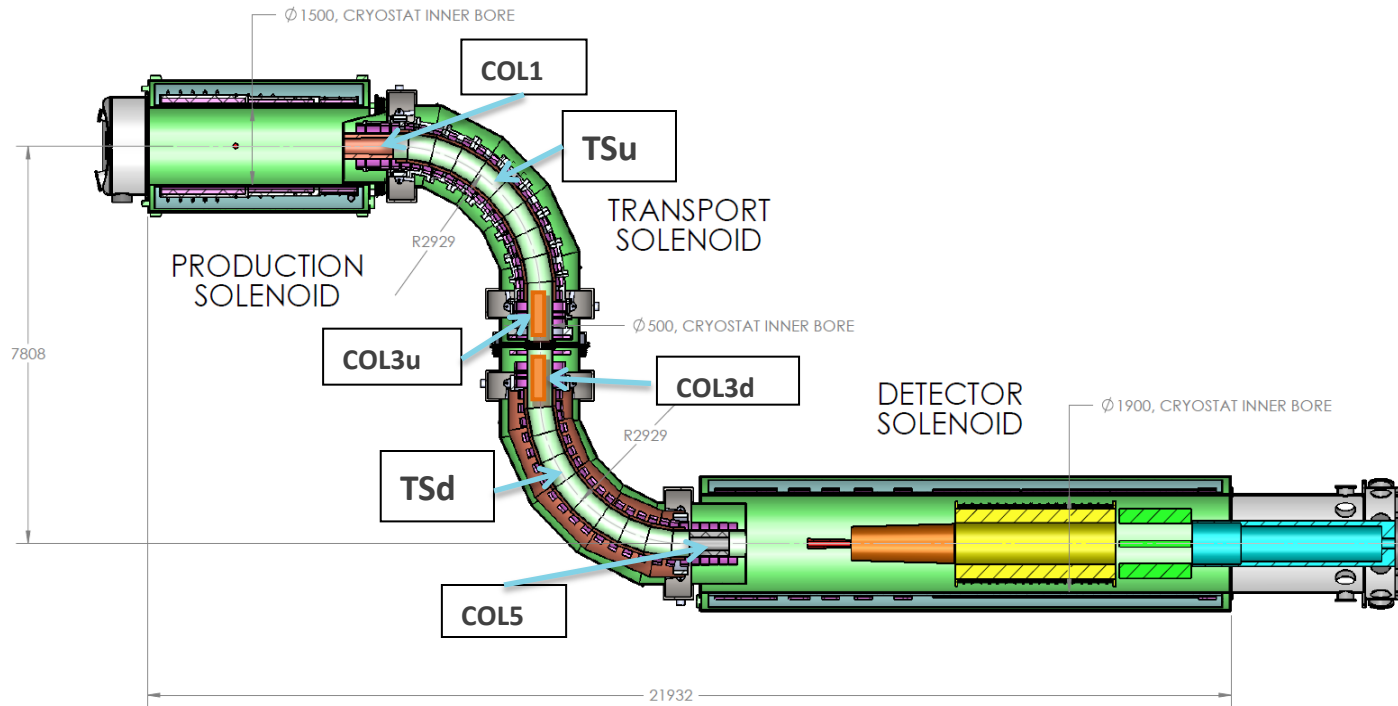 Ø1500, CRYOSTAT INNER BORE
COL1
TSu
TRANSPORT
SOLENOID
R2929
PRODUCTION
SOLENOID
Ø500, CRYOSTAT INNER BORE
7808
COL3u
COL3d
DETECTOR
SOLENOID
Ø1900, CRYOSTAT INNER BORE
R2929
TSd
COL5
21932